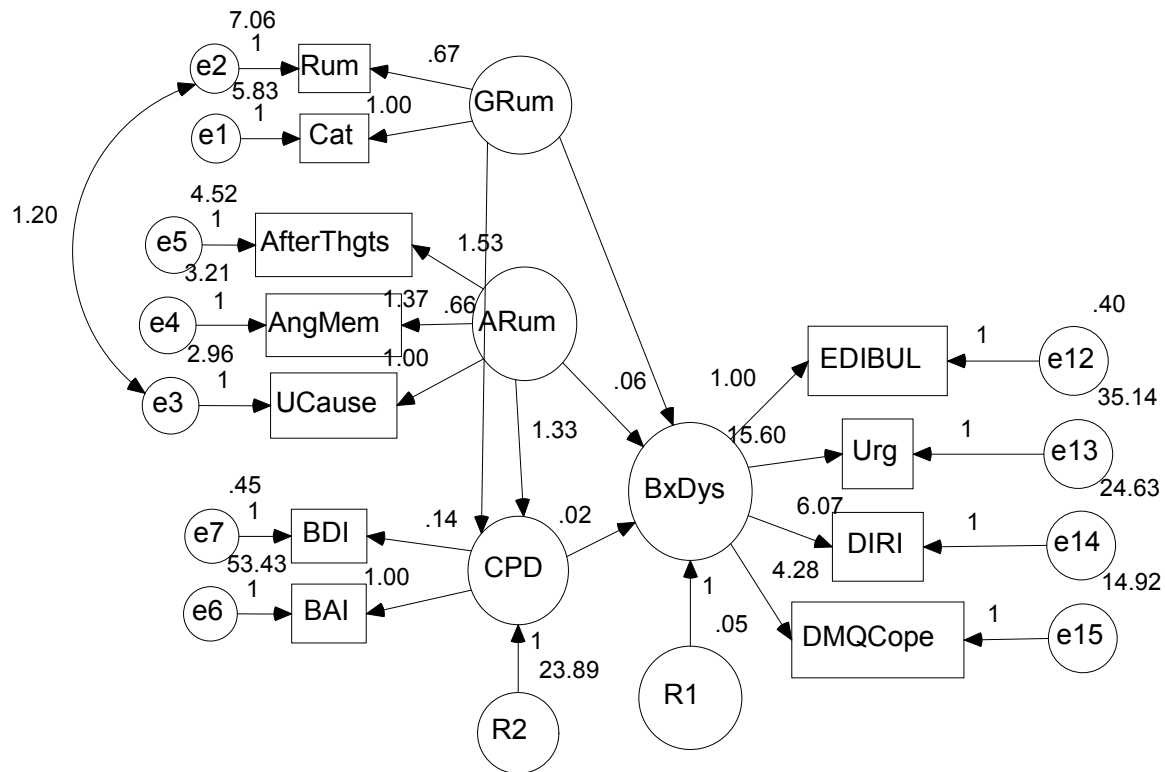 7.06
1
e2
Rum
.67
GRum
5.83
1
e1
Cat
1.00
4.52
1
e5
AfterThgts
1.53
1.20
3.21
1
e4
AngMem
1.37
.66
ARum
2.96
1
e3
UCause
1.00
.06
1.33
.40
1
e12
EDIBUL
1.00
35.14
1
e13
Urg
15.60
BxDys
24.63
1
e14
DIRI
6.07
14.92
1
e15
DMQCope
4.28
.45
1
e7
BDI
.14
.02
CPD
53.43
1
e6
BAI
1.00
1
23.89
R2
1
.05
R1